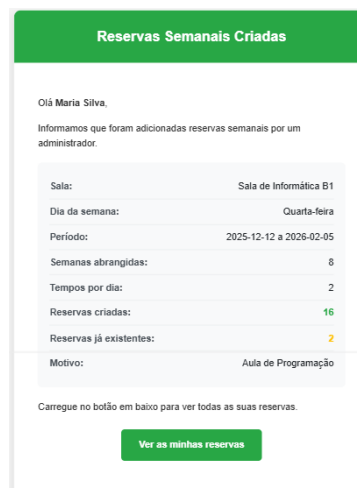 Reservas Semanais Criadas
Olá Maria Silva,
Informamos que foram adicionadas reservas semanais por um
administrador.
Sala: Sala de Informática B1
Dia da semana: Quarta-feira
Período: 2025-12-12 a 2026-02-05
Semanas abrangidas: 8
Tempos por dia: 2
Reservas criadas: 16
Reservas já existentes: 2
Motivo: Aula de Programação
Carregue no botão em baixo para ver todas as suas reservas.
Ver as minhas reservas